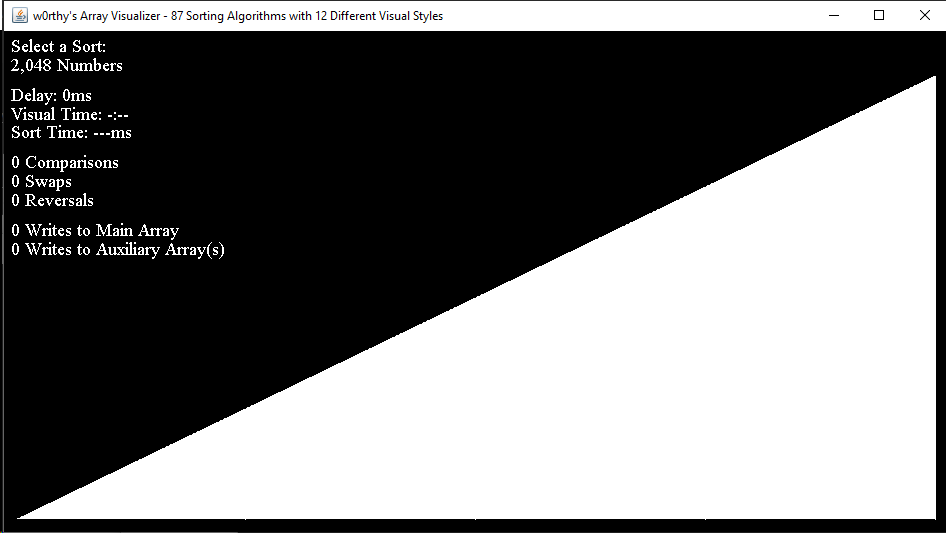 w0rthy's Array Visualizer - 87 Sorting Algorithms with 12 Different Visual Styles
Select a Sort:
2,048 Numbers
Delay: 0ms
Visual Time: -:--
Sort Time: ---ms
0 Comparisons
0 Swaps
0 Reversals
0 Writes to Main Array
0 Writes to Auxiliary Array(s)